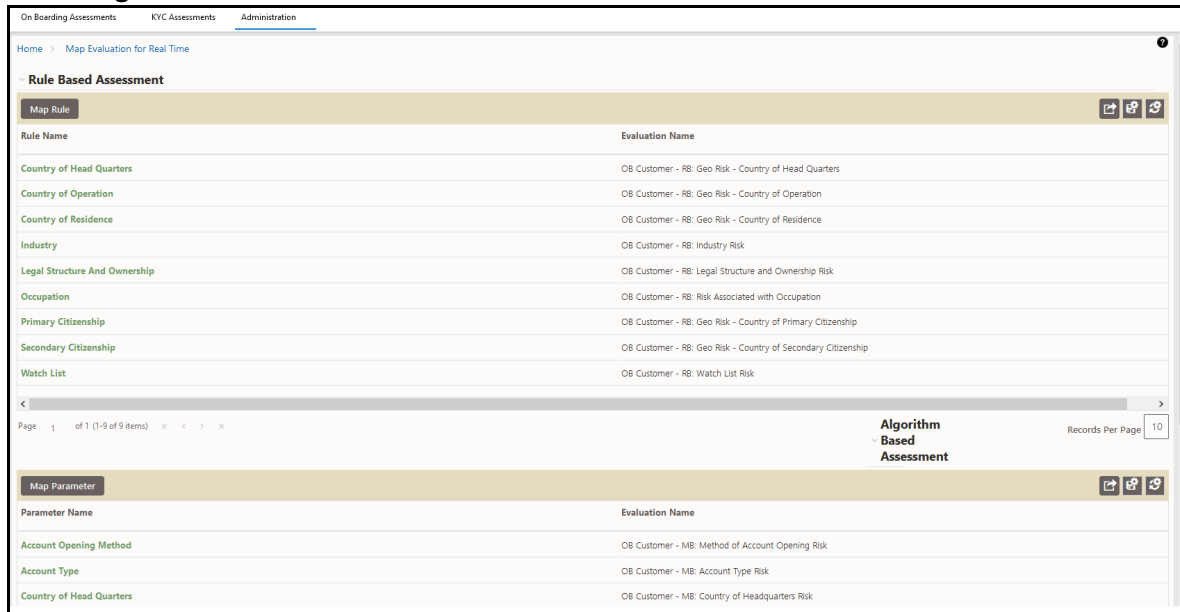 On Boarding Assessments KYC Assessments Administration
Home > Map Evaluation for Real Time
Rule Based Assessment
Map Rule
Rule Name Evaluation Name
Country of Head Quarters OB Customer - RB: Geo Risk - Country of Head Quarters
Country of Operation OB Customer - RB: Geo Risk - Country of Operation
Country of Residence OB Customer - RB: Geo Risk - Country of Residence
Industry OB Customer - RB: Industry Risk
Legal Structure And Ownership OB Customer - RB: Legal Structure and Ownership Risk
Occupation OB Customer - RB: Risk Associated with Occupation
Primary Citizenship OB Customer - RB: Geo Risk - Country of Primary Citizenship
Secondary Citizenship OB Customer - RB: Geo Risk - Country of Secondary Citizenship
Watch List OB Customer - RB: Watch List Risk
Page 1 of 1 (1-9 of 9 items) Records Per Page 10
Algorithm
Based
Assessment
Map Parameter
Parameter Name Evaluation Name
Account Opening Method OB Customer - MB: Method of Account Opening Risk
Account Type OB Customer - MB: Account Type Risk
Country of Head Quarters OB Customer - MB: Country of Headquarters Risk